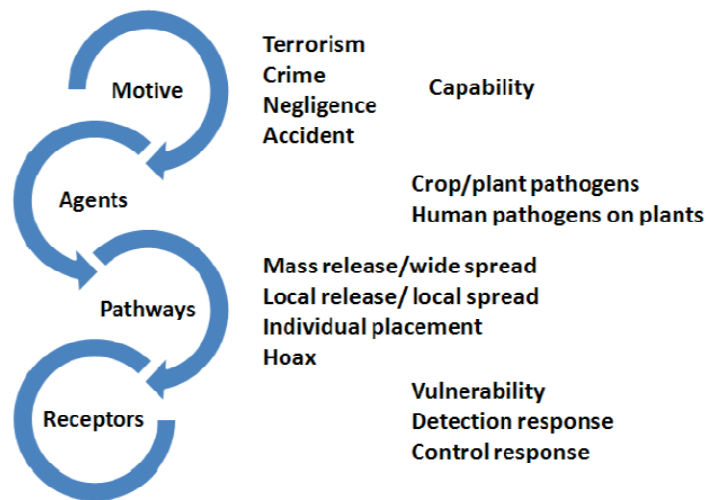 Motive
Terrorism
Crime
Negligence
Accident
Capability
Agents
Crop/plant pathogens
Human pathogens on plants
Pathways
Mass release/wide spread
Local release/ local spread
Individual placement
Hoax
Receptors
Vulnerability
Detection response
Control response